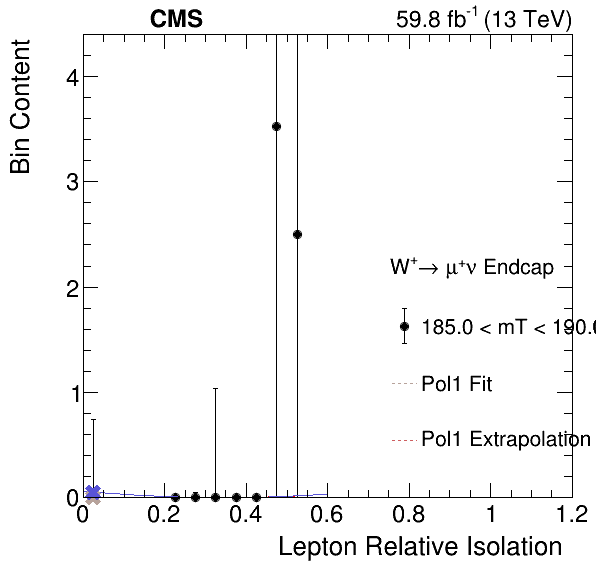 CMS
59.8 fb-1 (13 TeV)
Bin Content
4
3
2
1
0
W+→ μ+ν Endcap
185.0 < mT < 190.0
Pol1 Fit
Pol1 Extrapolation
0 0.2 0.4 0.6 0.8 1 1.2
Lepton Relative Isolation